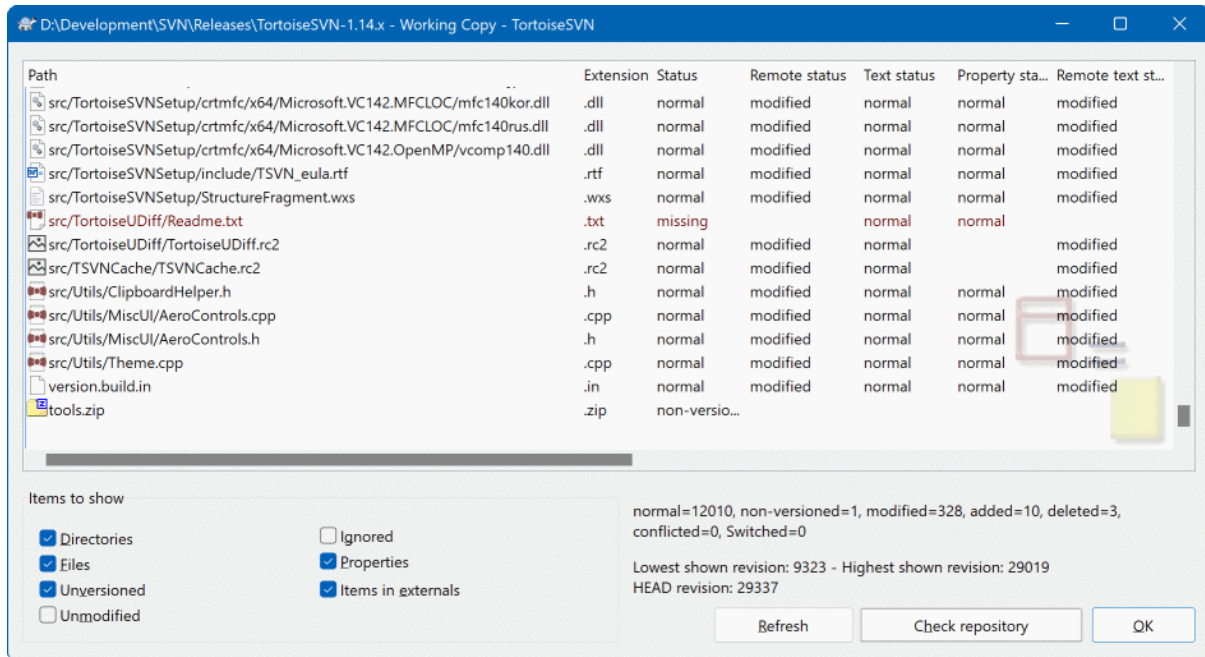 D:\Development\SVN\Releases\TortoiseSVN-1.14.x - Working Copy - TortoiseSVN
Path Extension Status Remote status Text status Property sta... Remote text st...
src/TortoiseSVNSetup/crtmfc/x64/Microsoft.VC142.MFCLOC/mfc140kor.dll .dll normal modified normal normal modified
src/TortoiseSVNSetup/crtmfc/x64/Microsoft.VC142.MFCLOC/mfc140rus.dll .dll normal modified normal normal modified
src/TortoiseSVNSetup/crtmfc/x64/Microsoft.VC142.OpenMP/vcomp140.dll .dll normal modified normal normal modified
src/TortoiseSVNSetup/include/TSVN_eula.rtf .rtf normal modified normal normal modified
src/TortoiseSVNSetup/StructureFragment.wxs .wxs normal modified normal normal modified
src/TortoiseUDiff/Readme.txt .txt missing normal normal
src/TortoiseUDiff/TortoiseUDiff.rc2 .rc2 normal modified normal modified
src/TSVNCache/TSVNCache.rc2 .rc2 normal modified normal modified
src/Utils/ClipboardHelper.h .h normal modified normal normal modified
src/Utils/MiscUI/AeroControls.cpp .cpp normal modified normal normal modified
src/Utils/MiscUI/AeroControls.h .h normal modified normal normal modified
src/Utils/Theme.cpp .cpp normal modified normal normal modified
version.build.in .in normal modified normal normal modified
tools.zip .zip non-versio...
Items to show
Directories
Files
Unversioned
Unmodified
Ignored
Properties
Items in externals
normal=12010, non-versioned=1, modified=328, added=10, deleted=3,
conflicted=0, Switched=0
Lowest shown revision: 9323 - Highest shown revision: 29019
HEAD revision: 29337
Refresh
Check repository
OK